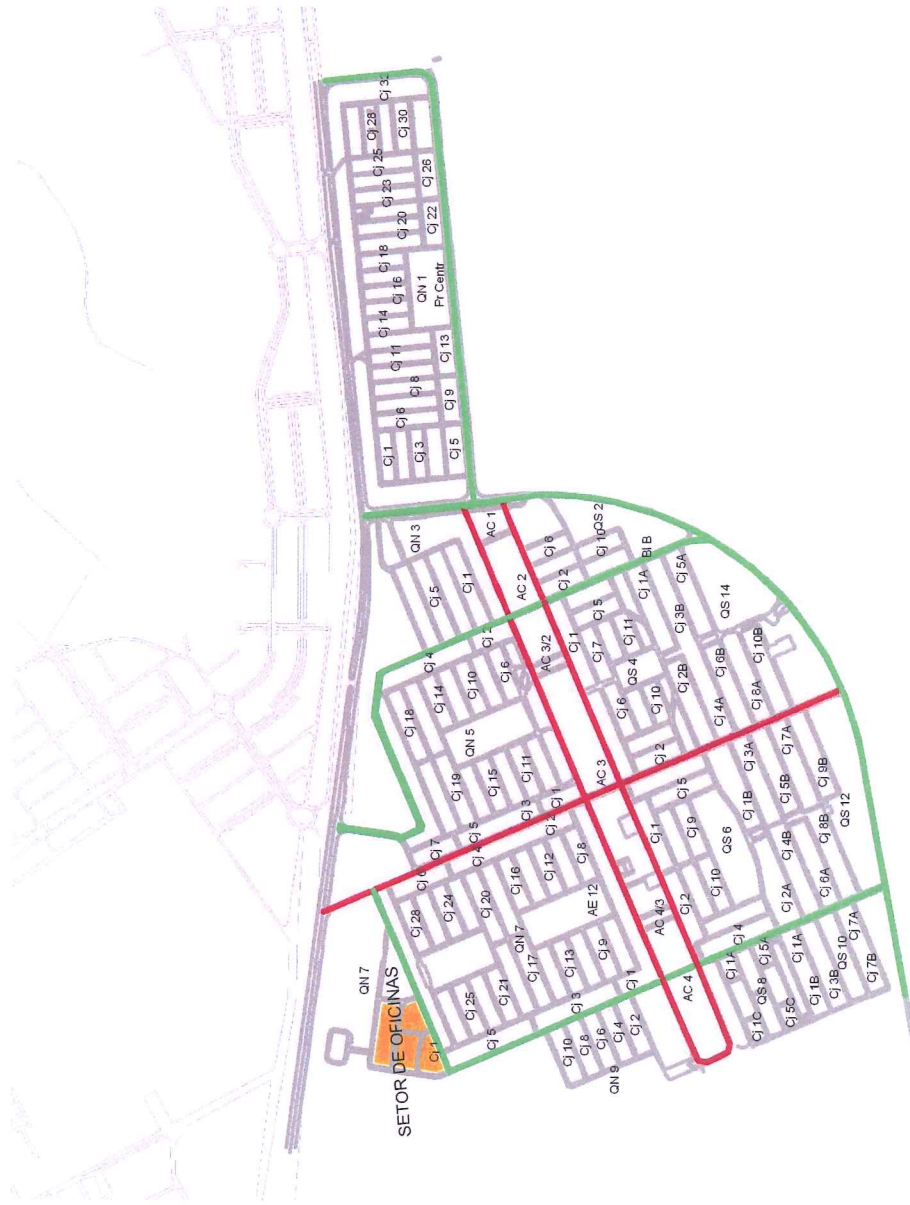 Cj 32
Cj 28
Cj 30
Cj 25
Cj 23
Cj 26
Cj 20
Cj 22
Cj 18
Cj 16
QN 1
Pr Centr
Cj 14
Cj 11
Cj 13
Cj 8
Cj 6
Cj 9
Cj 1
Cj 3
Cj 5
QN 3
AC 1
Cj 5
Cj 1
AC 2
Cj 6
Cj 2
Cj 10
QS 2
Bl B
Cj 1A
Cj 5A
Cj 3B
QS 14
Cj 4
Cj 2
Cj 18
Cj 14
Cj 10
Cj 6
AC 3/2
Cj 1
Cj 5
Cj 7
Cj 11
QS 4
Cj 6
Cj 10
Cj 2B
Cj 6B
Cj 10B
Cj 4A
Cj 8A
QN 5
Cj 19
Cj 15
Cj 11
Cj 3
Cj 1
AC 3
Cj 2
Cj 5
Cj 3A
Cj 7A
Cj 1B
Cj 5B
Cj 9B
Cj 7
Cj 5
Cj 6
Cj 4
Cj 2
Cj 28
Cj 24
Cj 20
Cj 16
Cj 12
Cj 8
Cj 1
Cj 9
QS 6
Cj 10
Cj 4B
Cj 8B
QS 12
AE 12
AC 4/3
Cj 2
Cj 4
Cj 2A
Cj 6A
QN 7
QN 7
Cj 25
Cj 21
Cj 17
Cj 13
Cj 9
Cj 5
Cj 3
Cj 1
AC 4
Cj 1A
Cj 5A
Cj 1A
QS 10
Cj 7A
SETOR DE OFICINAS
Cj 1
Cj 10
Cj 8
Cj 6
Cj 4
Cj 2
QN 9
QS 8
Cj 1C
Cj 5C
Cj 1B
Cj 3B
Cj 7B